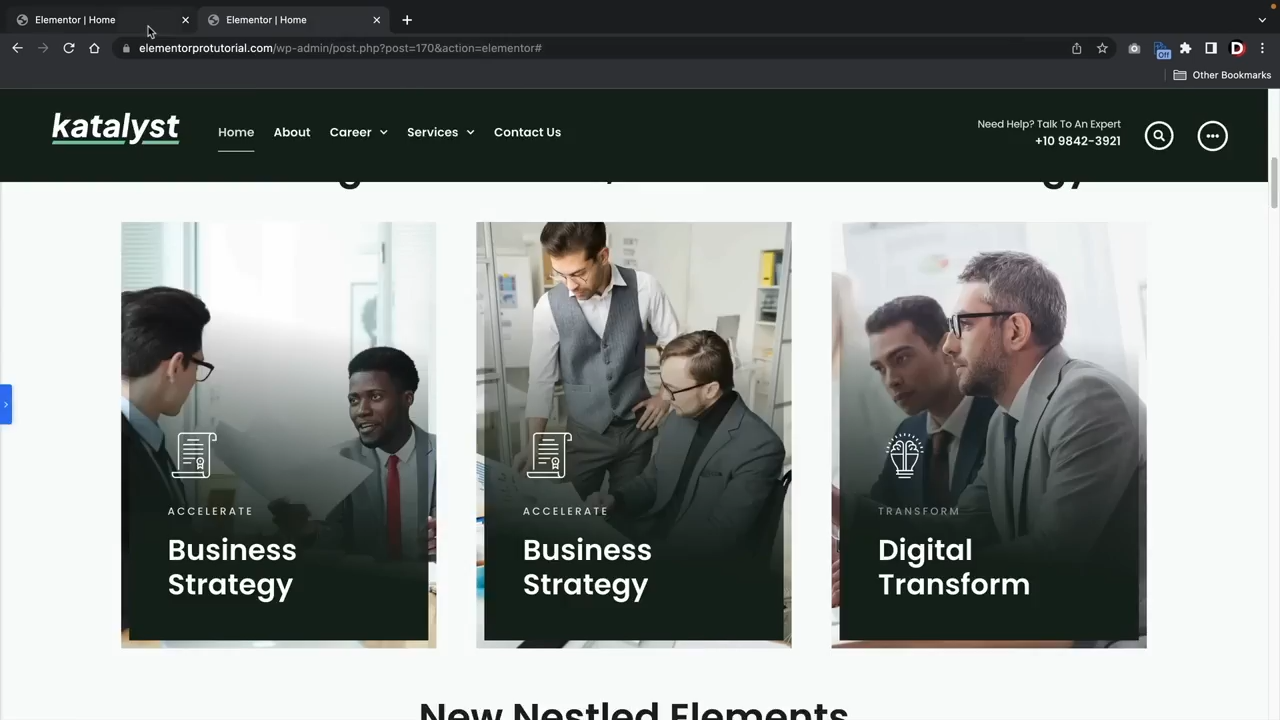 Elementor | Home
Elementor | Home
elementorprotutorial.com/wp-admin/post.php?post=170&action=elementor#
Off
D
Other Bookmarks
katalyst
Home
About
Career
Services
Contact Us
Need Help? Talk To An Expert
+10 9842-3921
ACCELERATE
Business
Strategy
ACCELERATE
Business
Strategy
TRANSFORM
Digital
Transform
New Nestled Elements